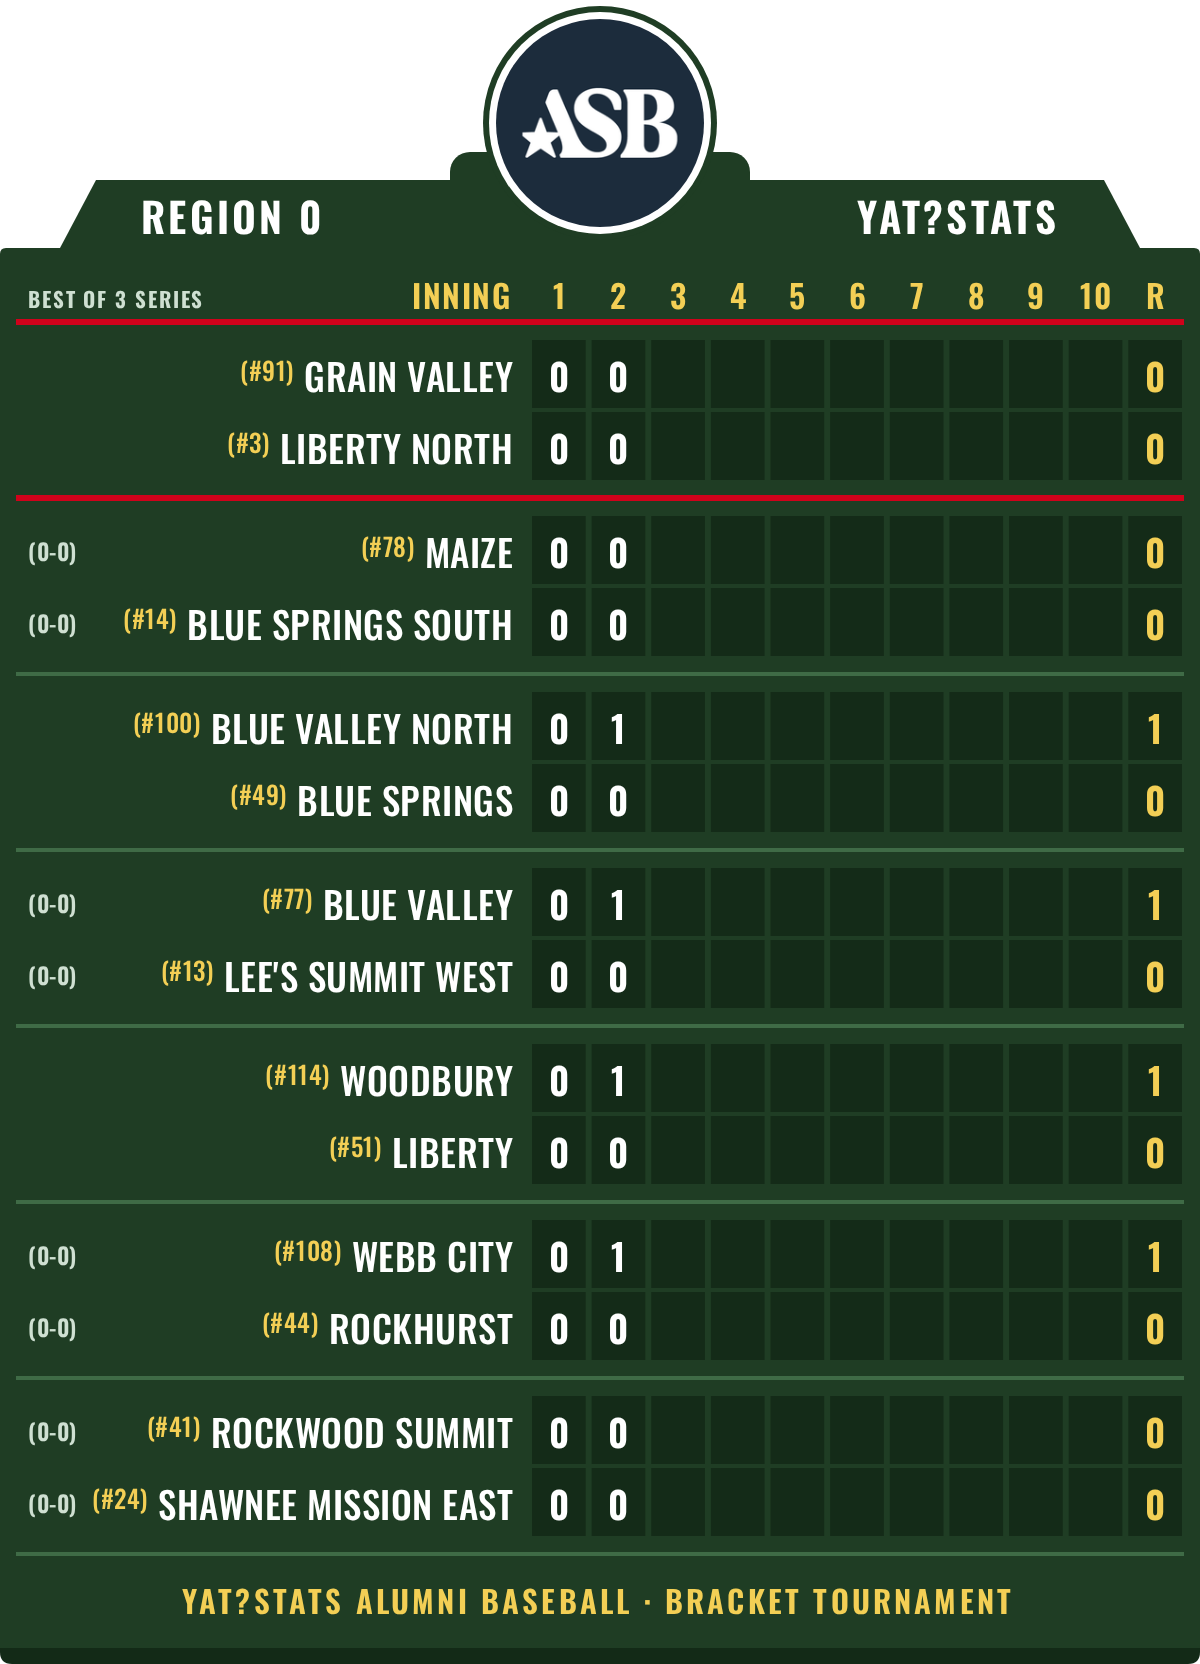 ASB
REGION 0 YAT?STATS
BEST OF 3 SERIES INNING 1 2 3 4 5 6 7 8 9 10 R
(#91) GRAIN VALLEY 0 0 0
(#3) LIBERTY NORTH 0 0 0
(0-0) (#78) MAIZE 0 0 0
(0-0) (#14) BLUE SPRINGS SOUTH 0 0 0
(#100) BLUE VALLEY NORTH 0 1 1
(#49) BLUE SPRINGS 0 0 0
(0-0) (#77) BLUE VALLEY 0 1 1
(0-0) (#13) LEE'S SUMMIT WEST 0 0 0
(#114) WOODBURY 0 1 1
(#51) LIBERTY 0 0 0
(0-0) (#108) WEBB CITY 0 1 1
(0-0) (#44) ROCKHURST 0 0 0
(0-0) (#41) ROCKWOOD SUMMIT 0 0 0
(0-0) (#24) SHAWNEE MISSION EAST 0 0 0
YAT?STATS ALUMNI BASEBALL · BRACKET TOURNAMENT